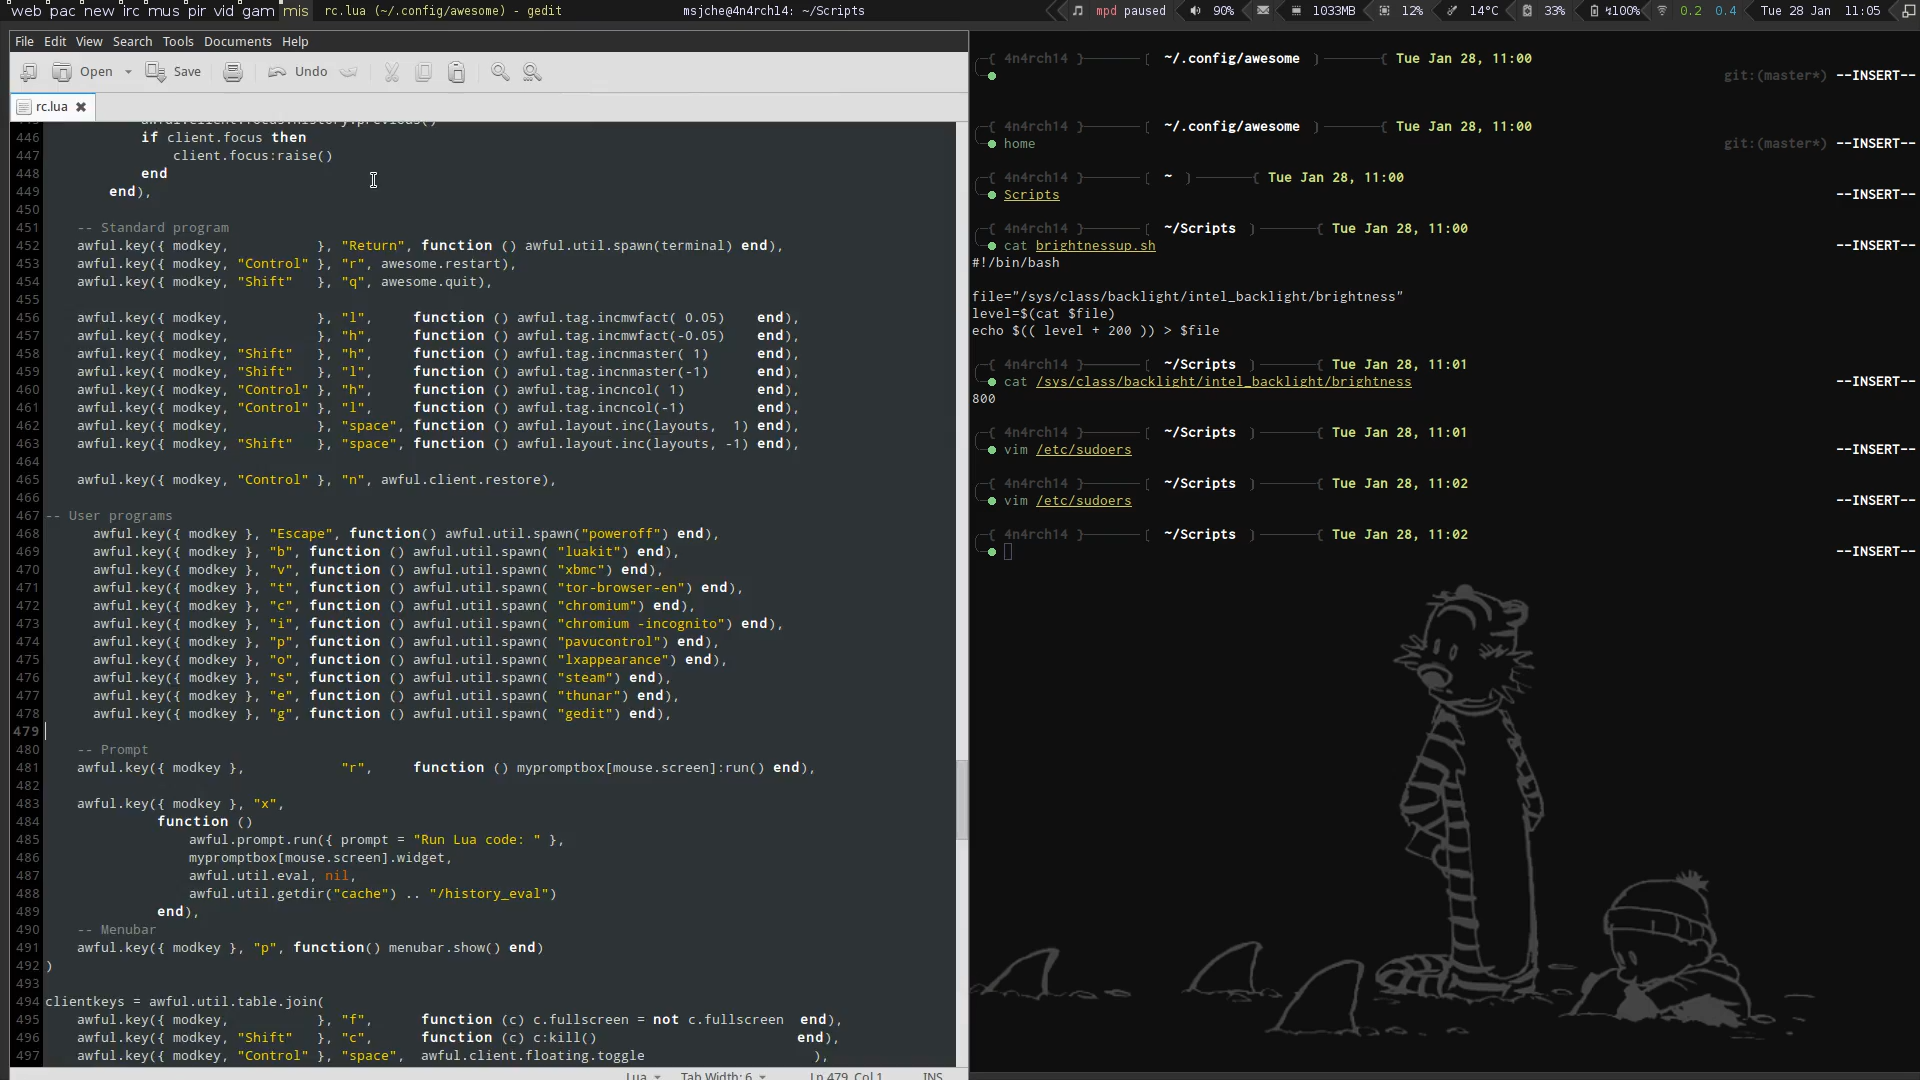 web pac new irc mus pir vid gam mis rc.lua (~/.config/awesome) - gedit msjche@4n4rch14: ~/Scripts mpd paused 90% 1033MB 12% 14°C 33% 100% 0.2 0.4 Tue 28 Jan 11:05
File Edit View Search Tools Documents Help
Open Save Undo
rc.lua
446 if client.focus then
447 client.focus:raise()
448 end
449 end),
450
451 -- Standard program
452 awful.key({ modkey, }, "Return", function () awful.util.spawn(terminal) end),
453 awful.key({ modkey, "Control" }, "r", awesome.restart),
454 awful.key({ modkey, "Shift" }, "q", awesome.quit),
455
456 awful.key({ modkey, }, "l", function () awful.tag.incmwfact( 0.05) end),
457 awful.key({ modkey, }, "h", function () awful.tag.incmwfact(-0.05) end),
458 awful.key({ modkey, "Shift" }, "h", function () awful.tag.incnmaster( 1) end),
459 awful.key({ modkey, "Shift" }, "l", function () awful.tag.incnmaster(-1) end),
460 awful.key({ modkey, "Control" }, "h", function () awful.tag.incncol( 1) end),
461 awful.key({ modkey, "Control" }, "l", function () awful.tag.incncol(-1) end),
462 awful.key({ modkey, }, "space", function () awful.layout.inc(layouts, 1) end),
463 awful.key({ modkey, "Shift" }, "space", function () awful.layout.inc(layouts, -1) end),
464
465 awful.key({ modkey, "Control" }, "n", awful.client.restore),
466
467 -- User programs
468 awful.key({ modkey }, "Escape", function() awful.util.spawn("poweroff") end),
469 awful.key({ modkey }, "b", function () awful.util.spawn( "luakit") end),
470 awful.key({ modkey }, "v", function () awful.util.spawn( "xbmc") end),
471 awful.key({ modkey }, "t", function () awful.util.spawn( "tor-browser-en") end),
472 awful.key({ modkey }, "c", function () awful.util.spawn( "chromium") end),
473 awful.key({ modkey }, "i", function () awful.util.spawn( "chromium -incognito") end),
474 awful.key({ modkey }, "p", function () awful.util.spawn( "pavucontrol") end),
475 awful.key({ modkey }, "o", function () awful.util.spawn( "lxappearance") end),
476 awful.key({ modkey }, "s", function () awful.util.spawn( "steam") end),
477 awful.key({ modkey }, "e", function () awful.util.spawn( "thunar") end),
478 awful.key({ modkey }, "g", function () awful.util.spawn( "gedit") end),
479
480 -- Prompt
481 awful.key({ modkey }, "r", function () mypromptbox[mouse.screen]:run() end),
482
483 awful.key({ modkey }, "x",
484 function ()
485 awful.prompt.run({ prompt = "Run Lua code: " },
486 mypromptbox[mouse.screen].widget,
487 awful.util.eval, nil,
488 awful.util.getdir("cache") .. "/history_eval")
489 end),
490 -- Menubar
491 awful.key({ modkey }, "p", function() menubar.show() end)
492 )
493
494 clientkeys = awful.util.table.join(
495 awful.key({ modkey, }, "f", function (c) c.fullscreen = not c.fullscreen end),
496 awful.key({ modkey, "Shift" }, "c", function (c) c:kill() end),
497 awful.key({ modkey, "Control" }, "space", awful.client.floating.toggle ),
Lua Tab Width: 6 Ln 479, Col 1 INS
{ 4n4rch14 } ( ~/.config/awesome ) { Tue Jan 28, 11:00
git:(master*) --INSERT--
{ 4n4rch14 } ( ~/.config/awesome ) { Tue Jan 28, 11:00
home git:(master*) --INSERT--
{ 4n4rch14 } ( ~ ) { Tue Jan 28, 11:00
Scripts --INSERT--
{ 4n4rch14 } ( ~/Scripts ) { Tue Jan 28, 11:00
cat brightnessup.sh --INSERT--
#!/bin/bash
file="/sys/class/backlight/intel_backlight/brightness"
level=$(cat $file)
echo $(( level + 200 )) > $file
{ 4n4rch14 } ( ~/Scripts ) { Tue Jan 28, 11:01
cat /sys/class/backlight/intel_backlight/brightness --INSERT--
800
{ 4n4rch14 } ( ~/Scripts ) { Tue Jan 28, 11:01
vim /etc/sudoers --INSERT--
{ 4n4rch14 } ( ~/Scripts ) { Tue Jan 28, 11:02
vim /etc/sudoers --INSERT--
{ 4n4rch14 } ( ~/Scripts ) { Tue Jan 28, 11:02
--INSERT--